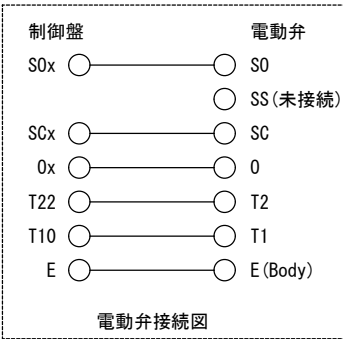 制御盤 電動弁
SOx SO
SS(未接続)
SCx SC
Ox O
T22 T2
T10 T1
E E(Body)
電動弁接続図